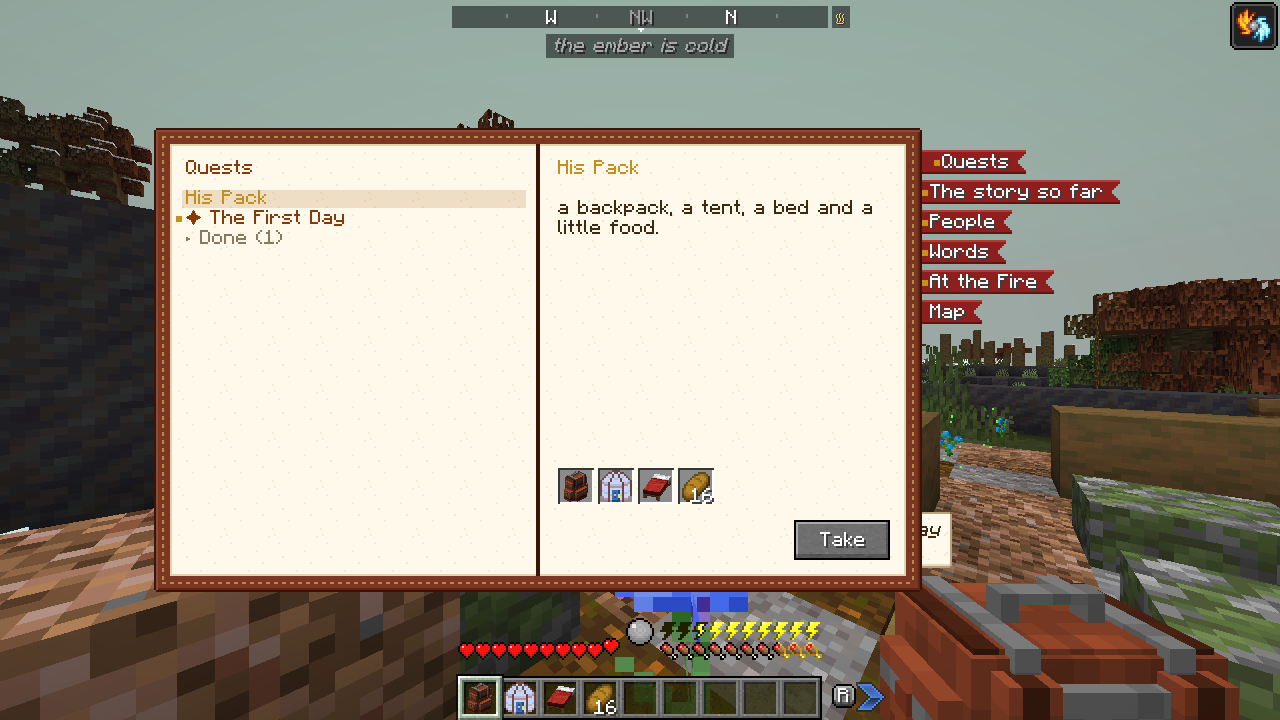 W NW N
the ember is cold
Quests
His Pack
The First Day
Done (1)
His Pack
a backpack, a tent, a bed and a
little food.
16
Take
Quests
The story so far
People
Words
At the Fire
Map
ay
16
R